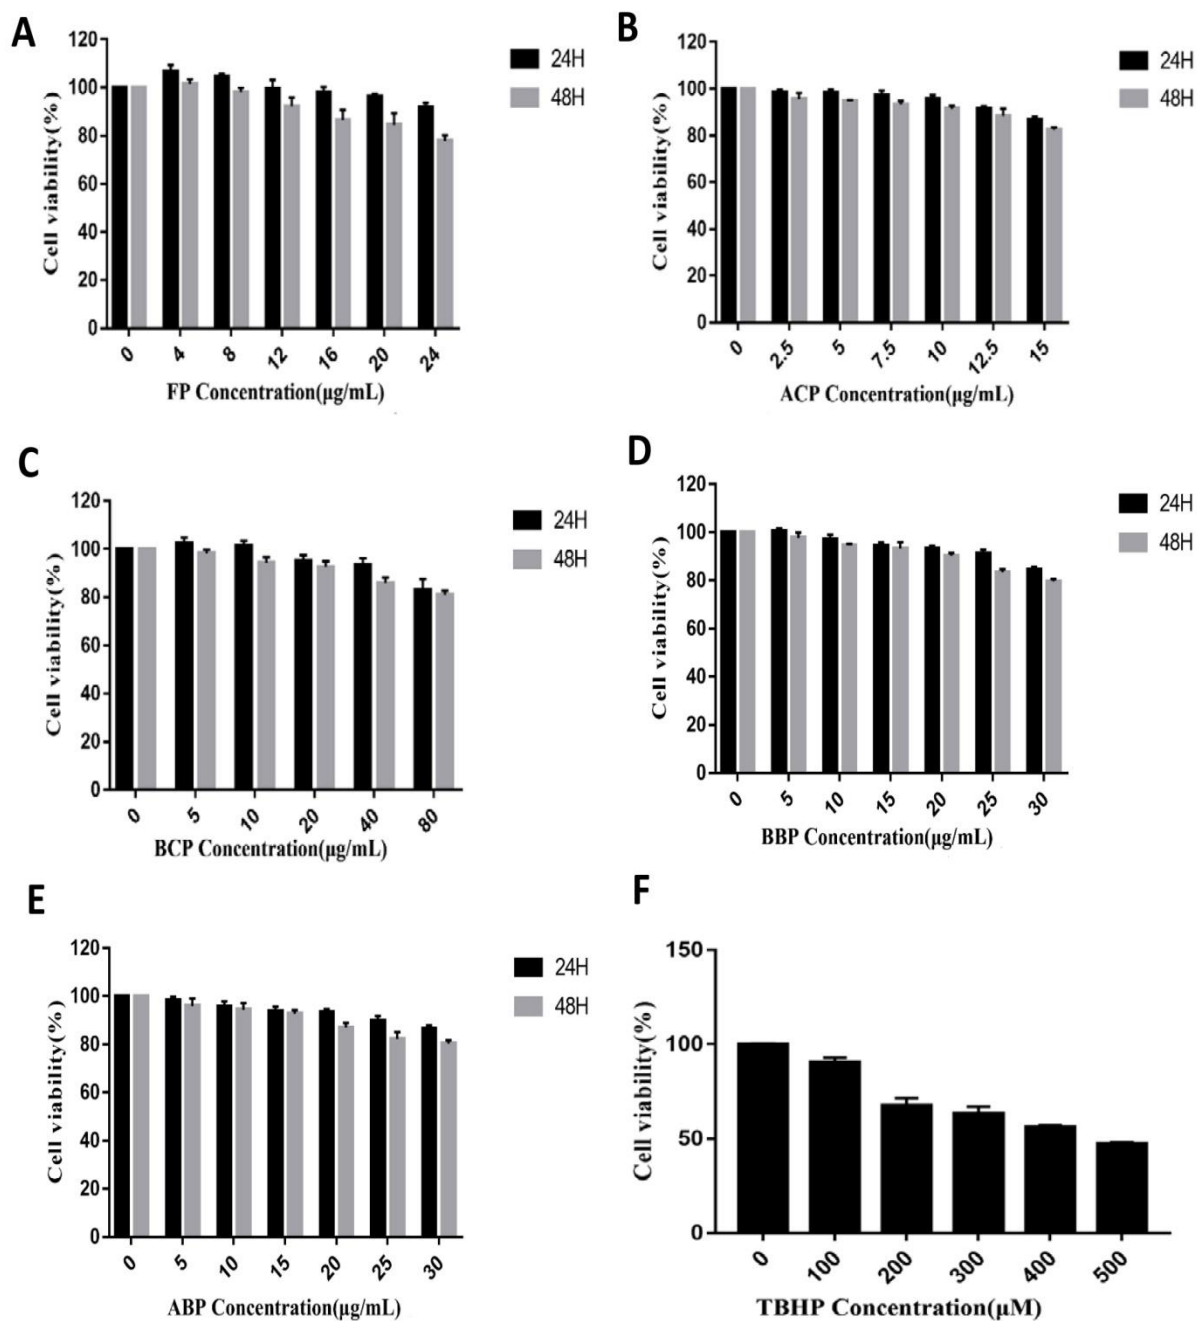 A
Cell viability(%)
120
100
80
60
40
20
0
0 4 8 12 16 20 24
FP Concentration(μg/mL)
24H
48H
B
Cell viability(%)
120
100
80
60
40
20
0
0 2.5 5 7.5 10 12.5 15
ACP Concentration(μg/mL)
24H
48H
C
Cell viability(%)
120
100
80
60
40
20
0
0 5 10 20 40 80
BCP Concentration(μg/mL)
24H
48H
D
Cell viability(%)
120
100
80
60
40
20
0
0 5 10 15 20 25 30
BBP Concentration(μg/mL)
24H
48H
E
Cell viability(%)
120
100
80
60
40
20
0
0 5 10 15 20 25 30
ABP Concentration(μg/mL)
24H
48H
F
Cell viability(%)
150
100
50
0
0 100 200 300 400 500
TBHP Concentration(μM)